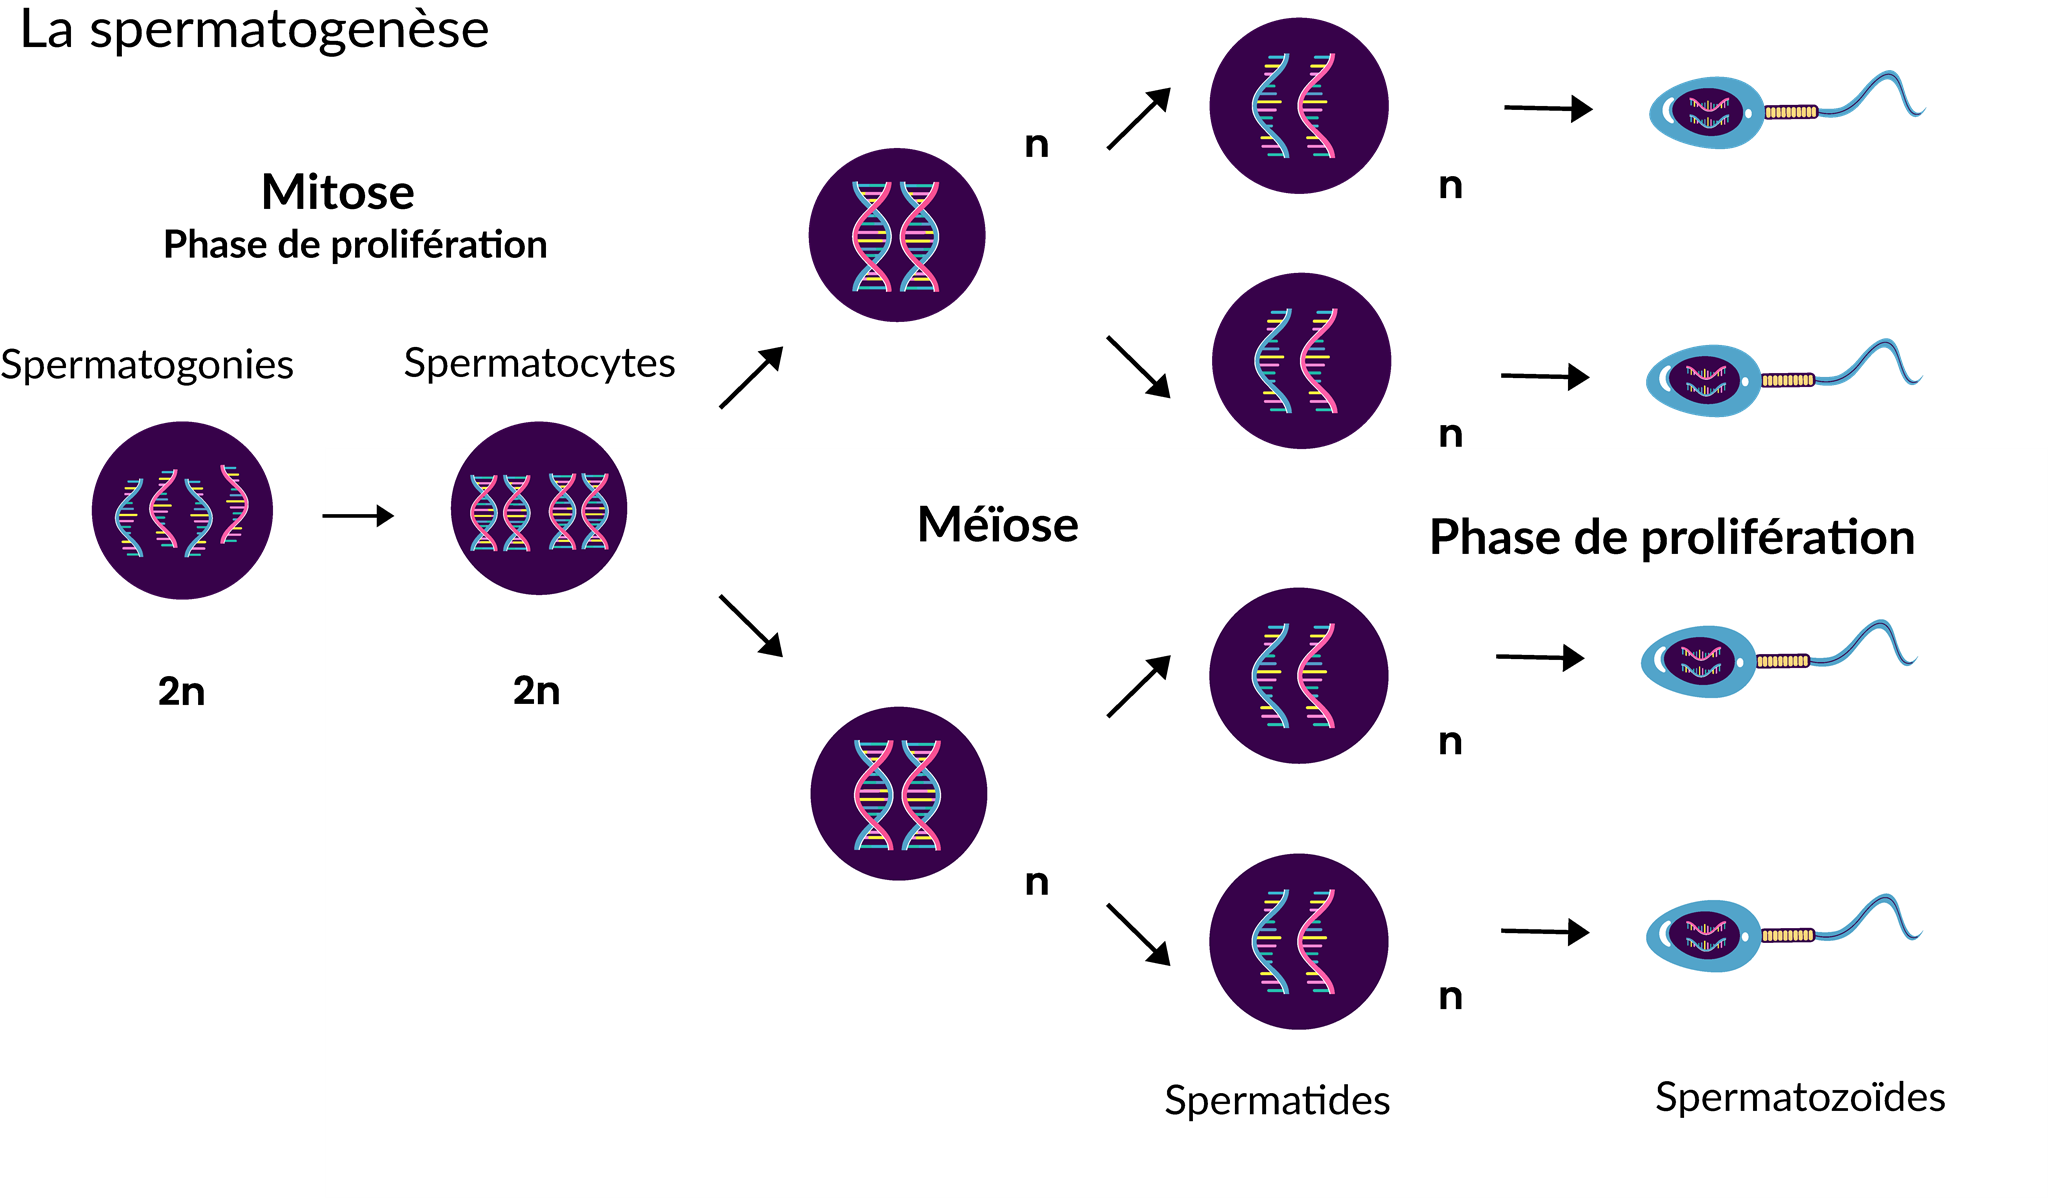 La spermatogenèse
Mitose
Phase de prolifération
Spermatogonies
Spermatocytes
2n
2n
n
n
Méïose
n
n
n
n
Phase de prolifération
Spermatides
Spermatozoïdes